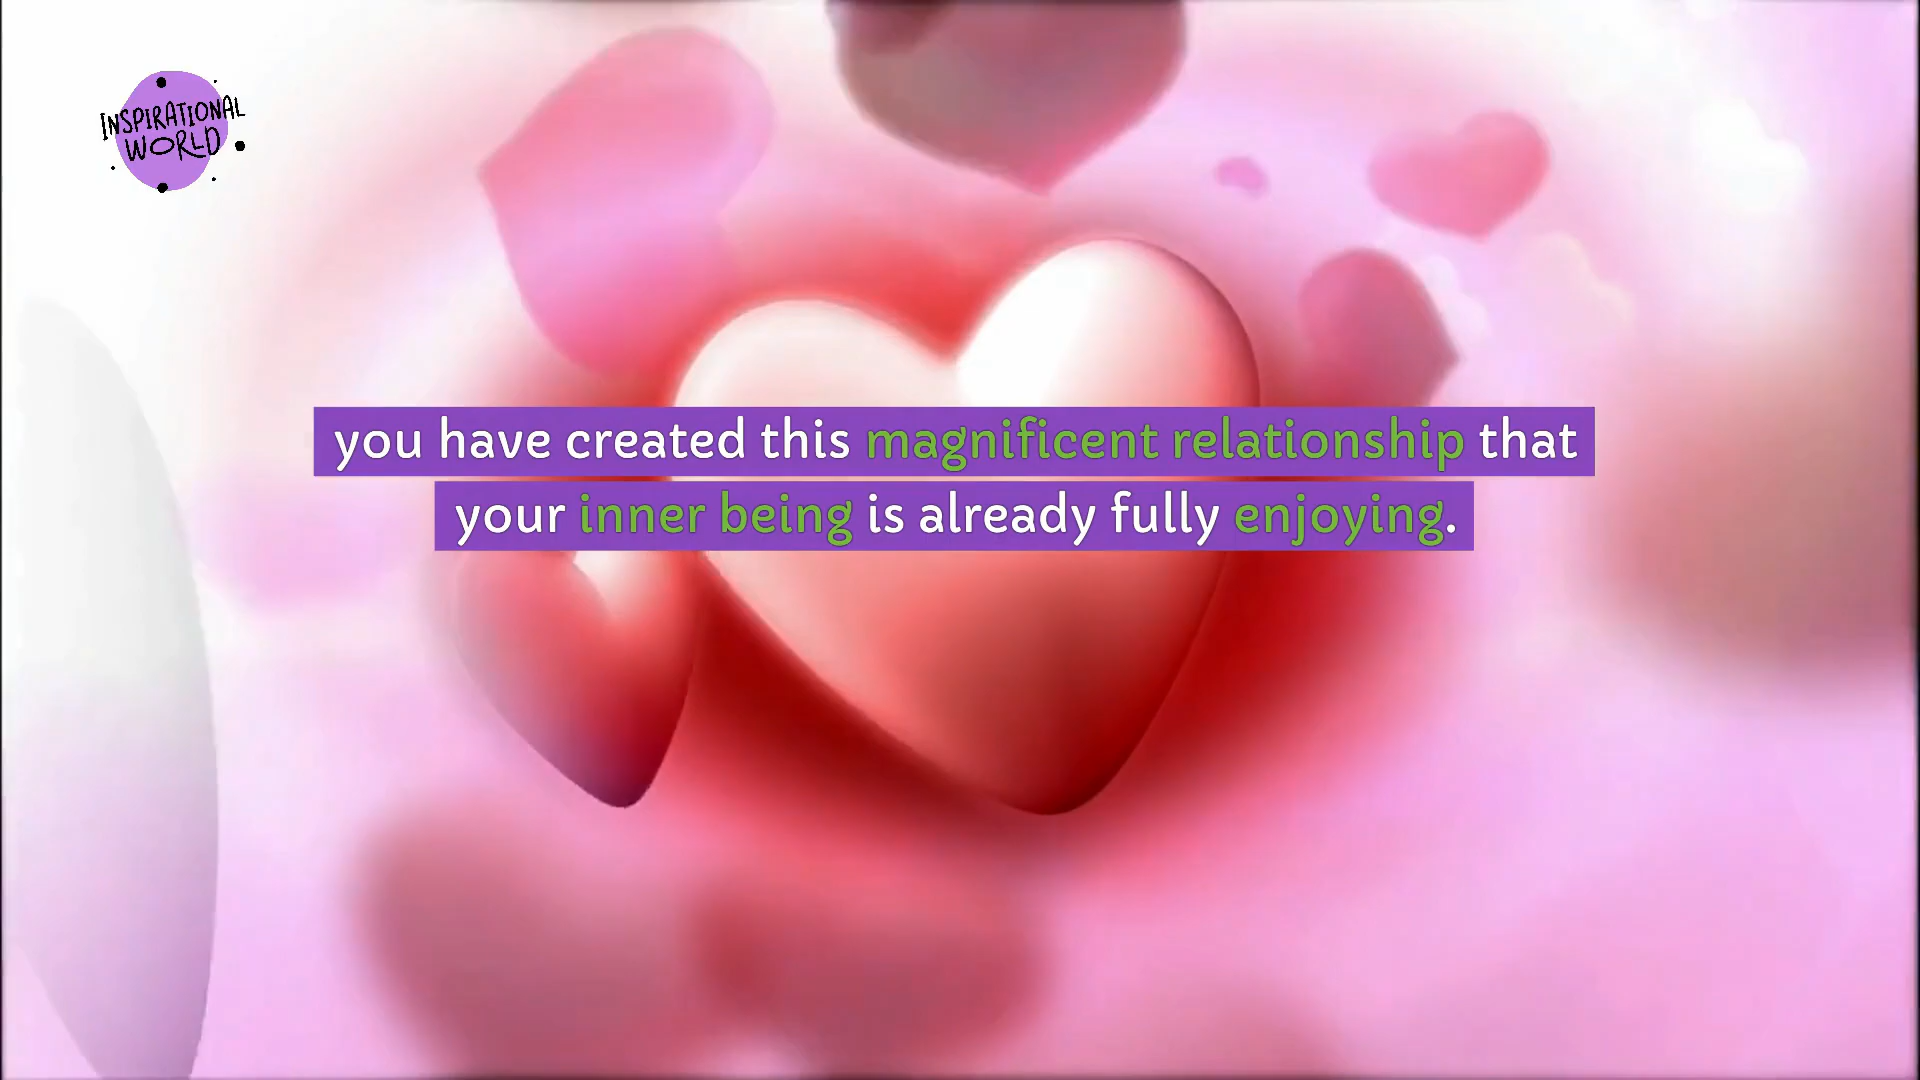 INSPIRATIONAL
WORLD
you have created this magnificent relationship that
your inner being is already fully enjoying.